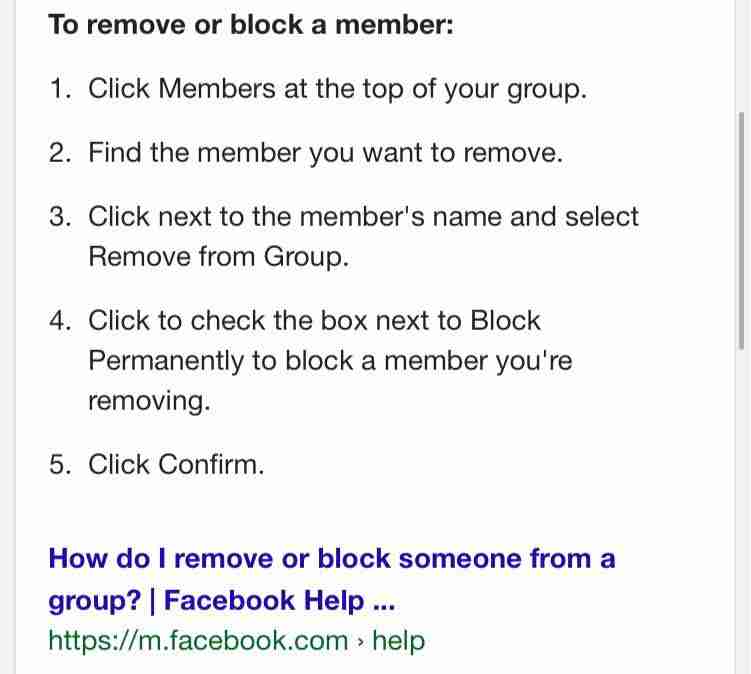 To remove or block a member:
1. Click Members at the top of your group.
2. Find the member you want to remove.
3. Click next to the member's name and select
Remove from Group.
4. Click to check the box next to Block
Permanently to block a member you're
removing.
5. Click Confirm.
How do I remove or block someone from a
group? | Facebook Help ...
https://m.facebook.com › help